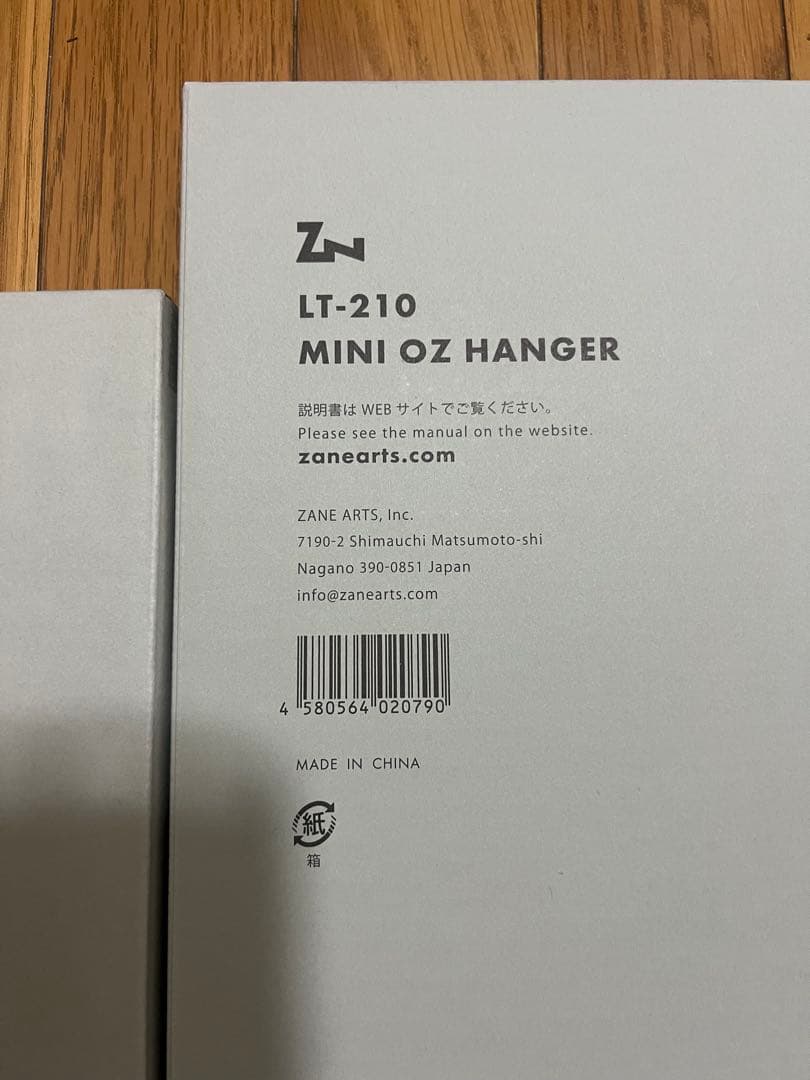 ZN
LT-210
MINI OZ HANGER
説明書は WEB サイトでご覧ください。
Please see the manual on the website.
zanearts.com
ZANE ARTS, Inc.
7190-2 Shimauchi Matsumoto-shi
Nagano 390-0851 Japan
info@zanearts.com
4 580564 020790
MADE IN CHINA
紙
箱